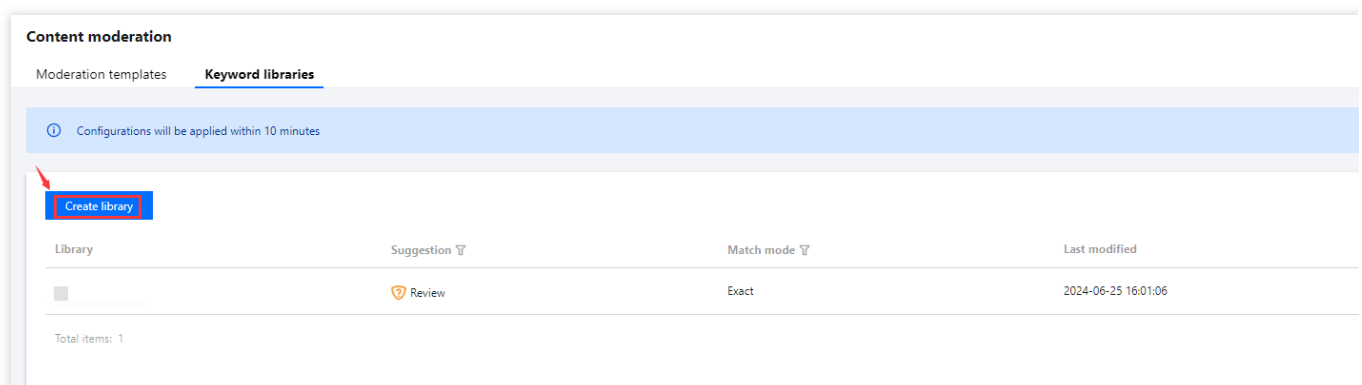 Content moderation
Moderation templates Keyword libraries
Configurations will be applied within 10 minutes
Create library
Library Suggestion Match mode Last modified
Review Exact 2024-06-25 16:01:06
Total items: 1